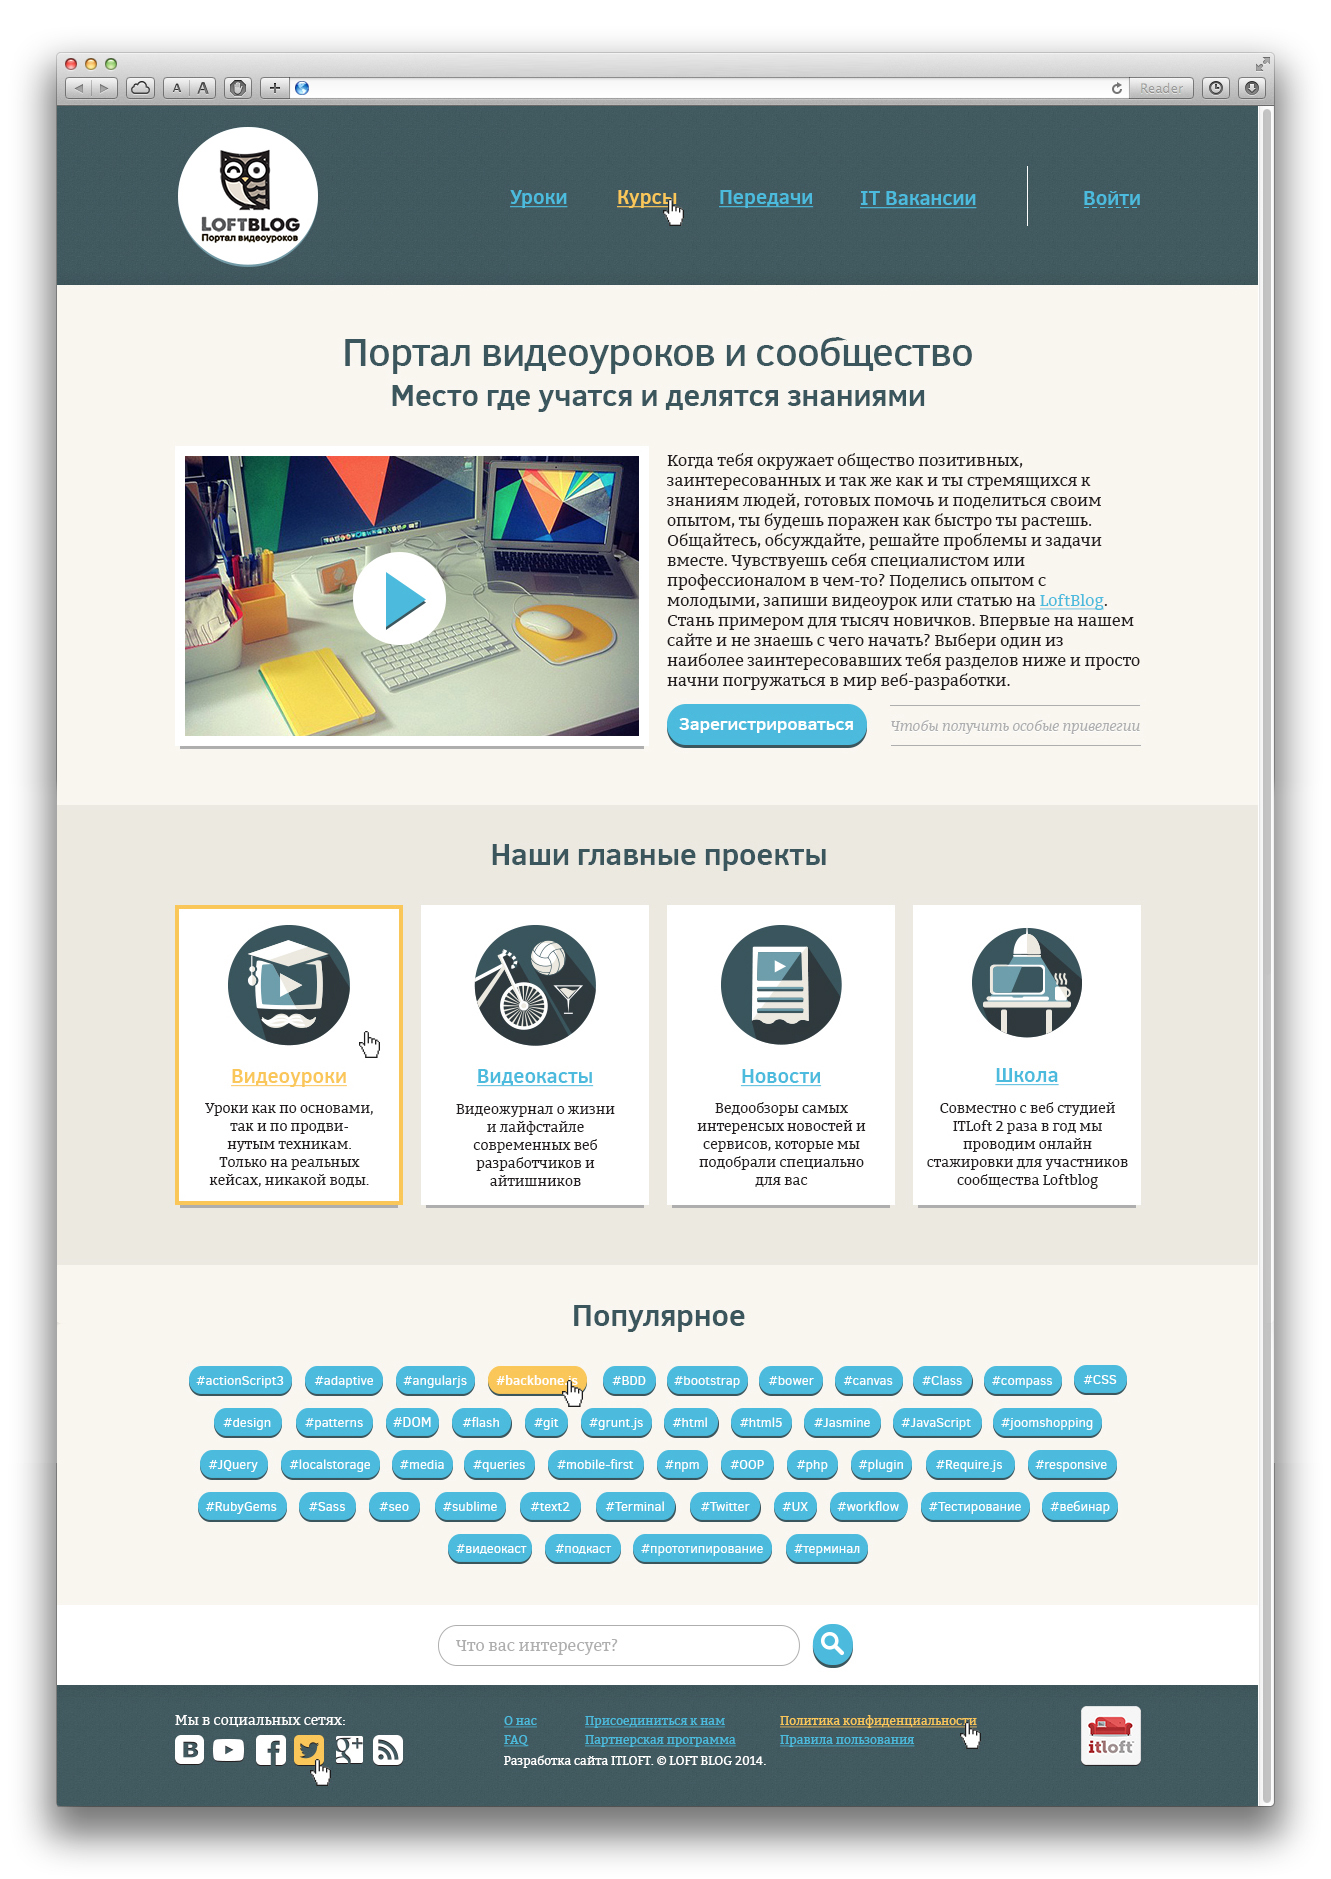 A A
Reader
LOFTBLOG
Портал видеоуроков
Уроки Курсы Передачи IT Вакансии Войти
Портал видеоуроков и сообщество
Место где учатся и делятся знаниями
Когда тебя окружает общество позитивных,
заинтересованных и так же как и ты стремящихся к
знаниям людей, готовых помочь и поделиться своим
опытом, ты будешь поражен как быстро ты растешь.
Общайтесь, обсуждайте, решайте проблемы и задачи
вместе. Чувствуешь себя специалистом или
профессионалом в чем-то? Поделись опытом с
молодыми, запиши видеоурок или статью на LoftBlog.
Стань примером для тысяч новичков. Впервые на нашем
сайте и не знаешь с чего начать? Выбери один из
наиболее заинтересовавших тебя разделов ниже и просто
начни погружаться в мир веб-разработки.
Зарегистрироваться Чтобы получить особые привелегии
Наши главные проекты
Видеоуроки
Уроки как по основами,
так и по продви-
нутым техникам.
Только на реальных
кейсах, никакой воды.
Видеокасты
Видеожурнал о жизни
и лайфстайле
современных веб
разработчиков и
айтишников
Новости
Ведообзоры самых
интеренсых новостей и
сервисов, которые мы
подобрали специально
для вас
Школа
Совместно с веб студией
ITLoft 2 раза в год мы
проводим онлайн
стажировки для участников
сообщества Loftblog
Популярное
#actionScript3 #adaptive #angularjs #backbone.js #BDD #bootstrap #bower #canvas #Class #compass #CSS
#design #patterns #DOM #flash #git #grunt.js #html #html5 #Jasmine #JavaScript #joomshopping
#JQuery #localstorage #media #queries #mobile-first #npm #OOP #php #plugin #Require.js #responsive
#RubyGems #Sass #seo #sublime #text2 #Terminal #Twitter #UX #workflow #Тестирование #вебинар
#видеокаст #подкаст #прототипирование #терминал
Что вас интересует?
Мы в социальных сетях:
О нас Присоединиться к нам Политика конфиденциальности
FAQ Партнерская программа Правила пользования
Разработка сайта ITLOFT. © LOFT BLOG 2014.
itloft